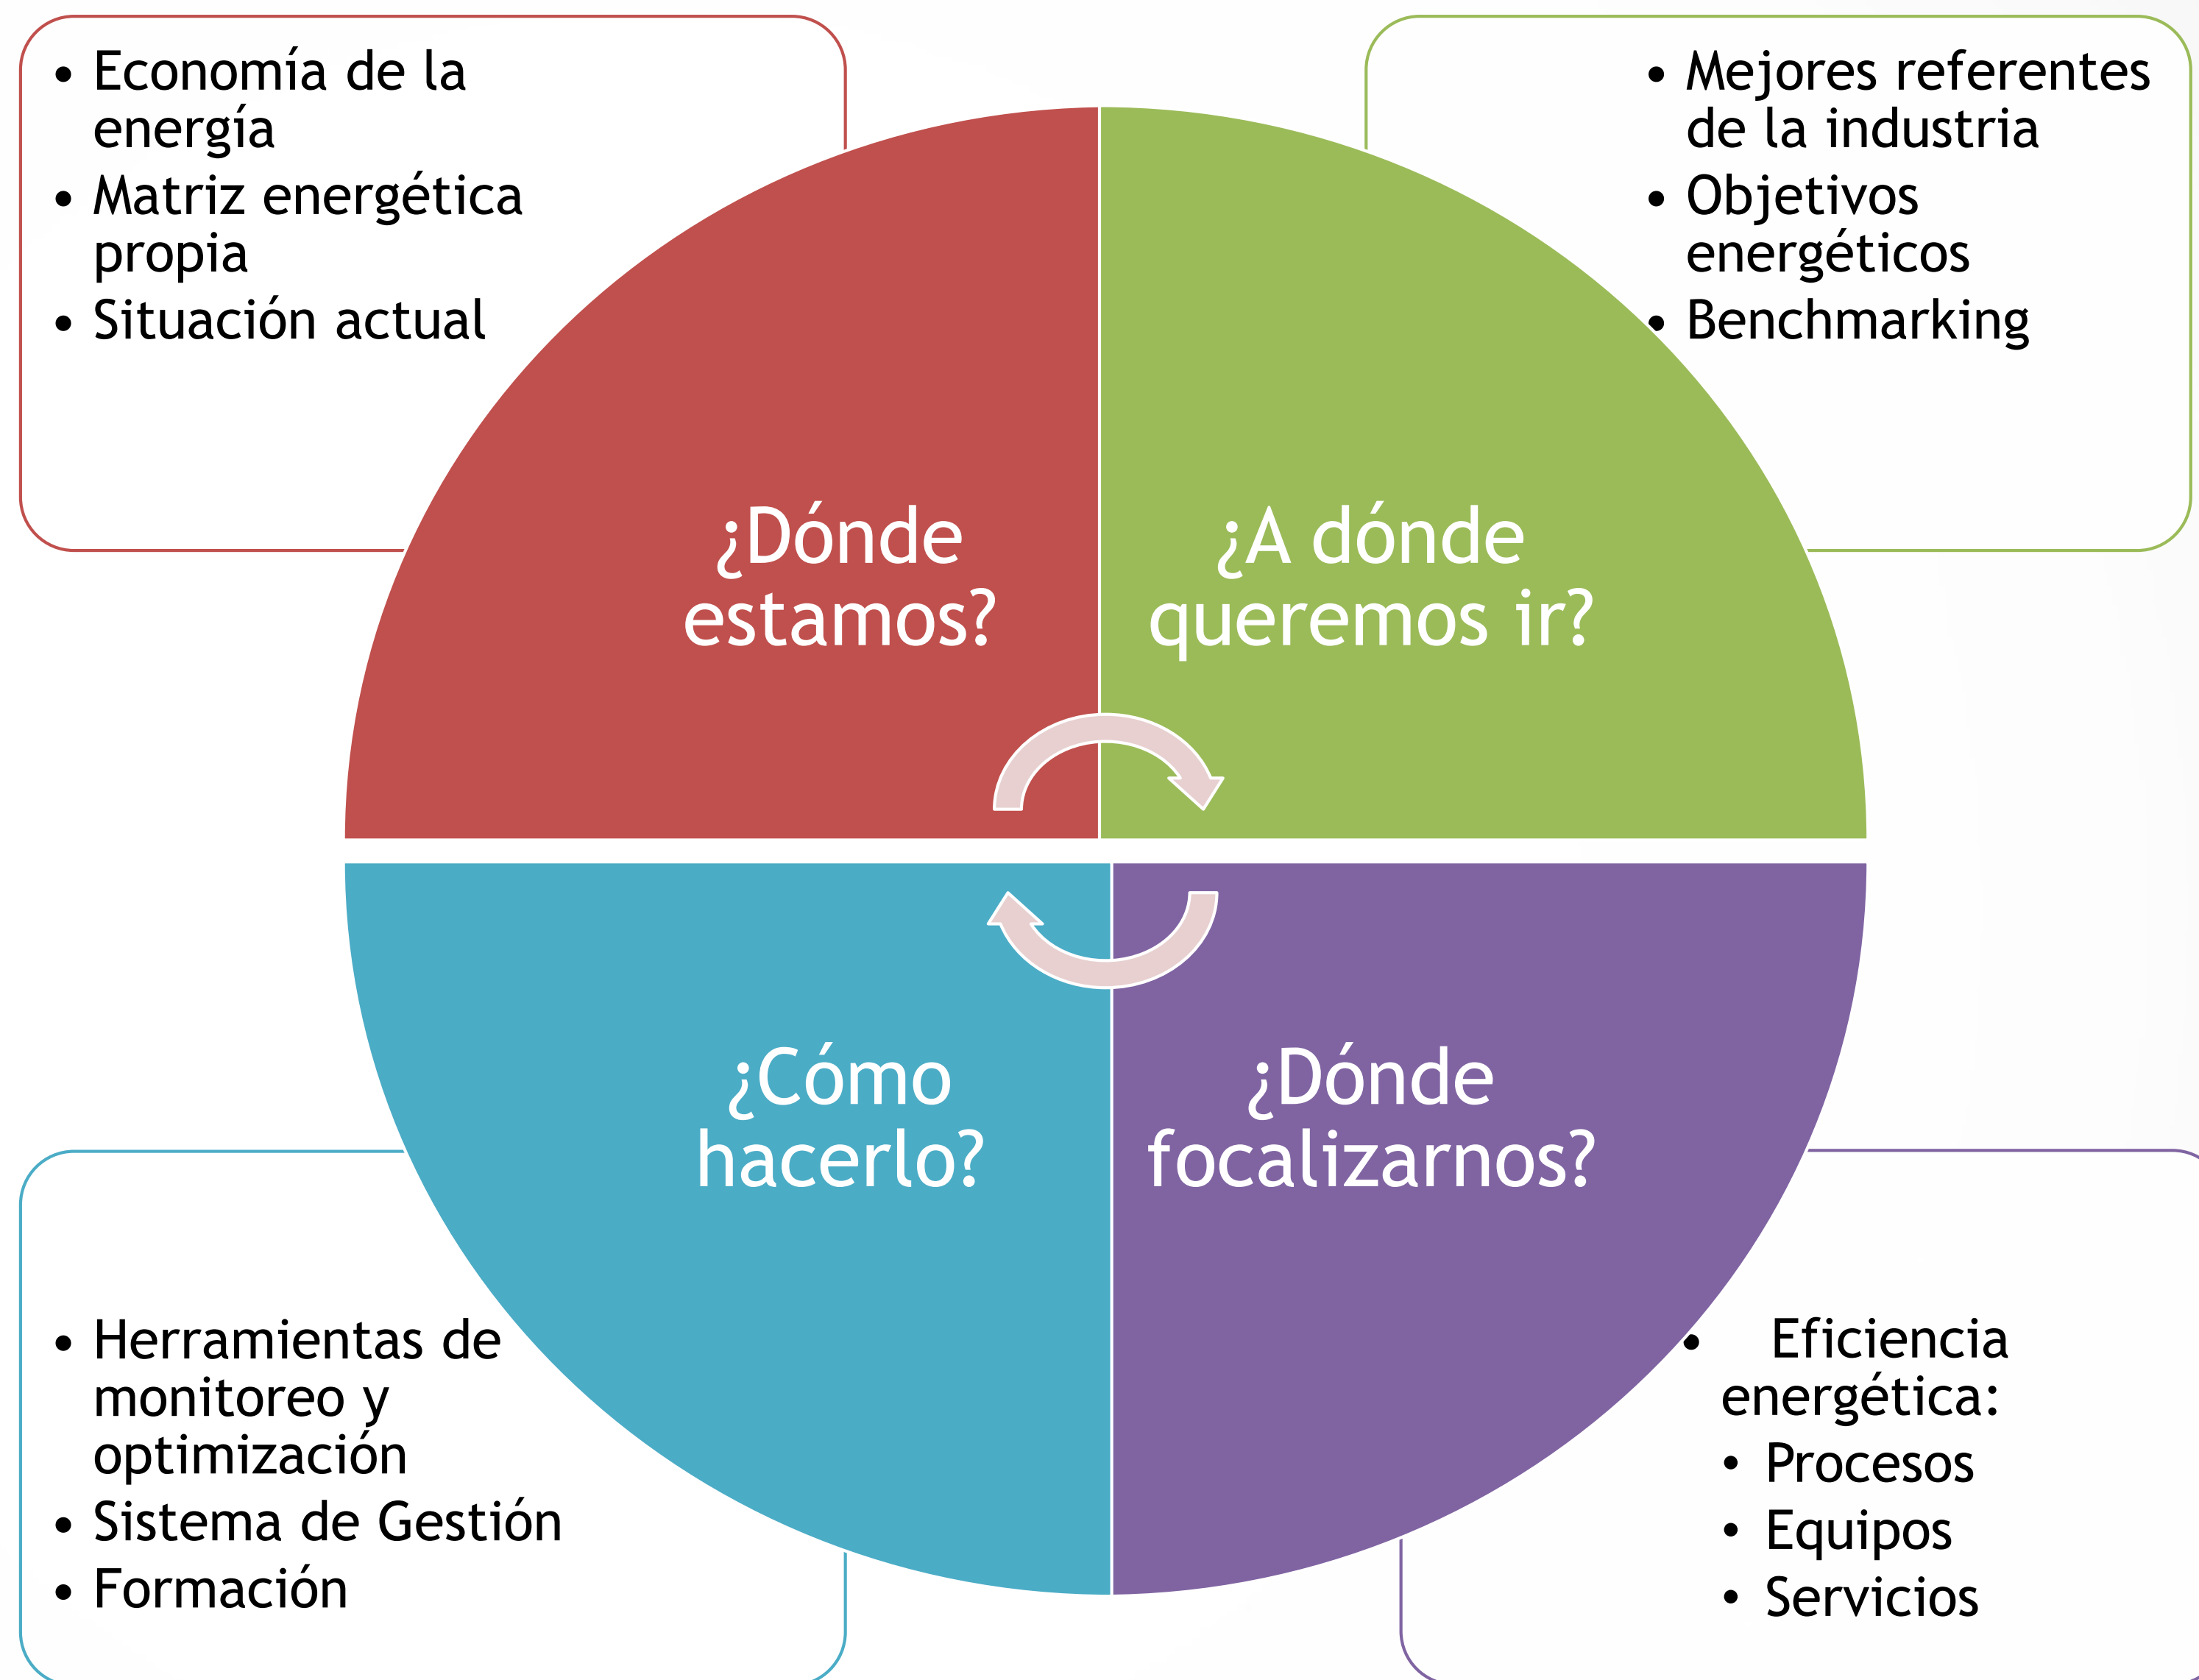 • Economía de la
energía
• Matriz energética
propia
• Situación actual
• Mejores referentes
de la industria
• Objetivos
energéticos
• Benchmarking
¿Dónde
estamos?
¿A dónde
queremos ir?
¿Cómo
hacerlo?
¿Dónde
focalizarnos?
• Herramientas de
monitoreo y
optimización
• Sistema de Gestión
• Formación
• Eficiencia
energética:
• Procesos
• Equipos
• Servicios